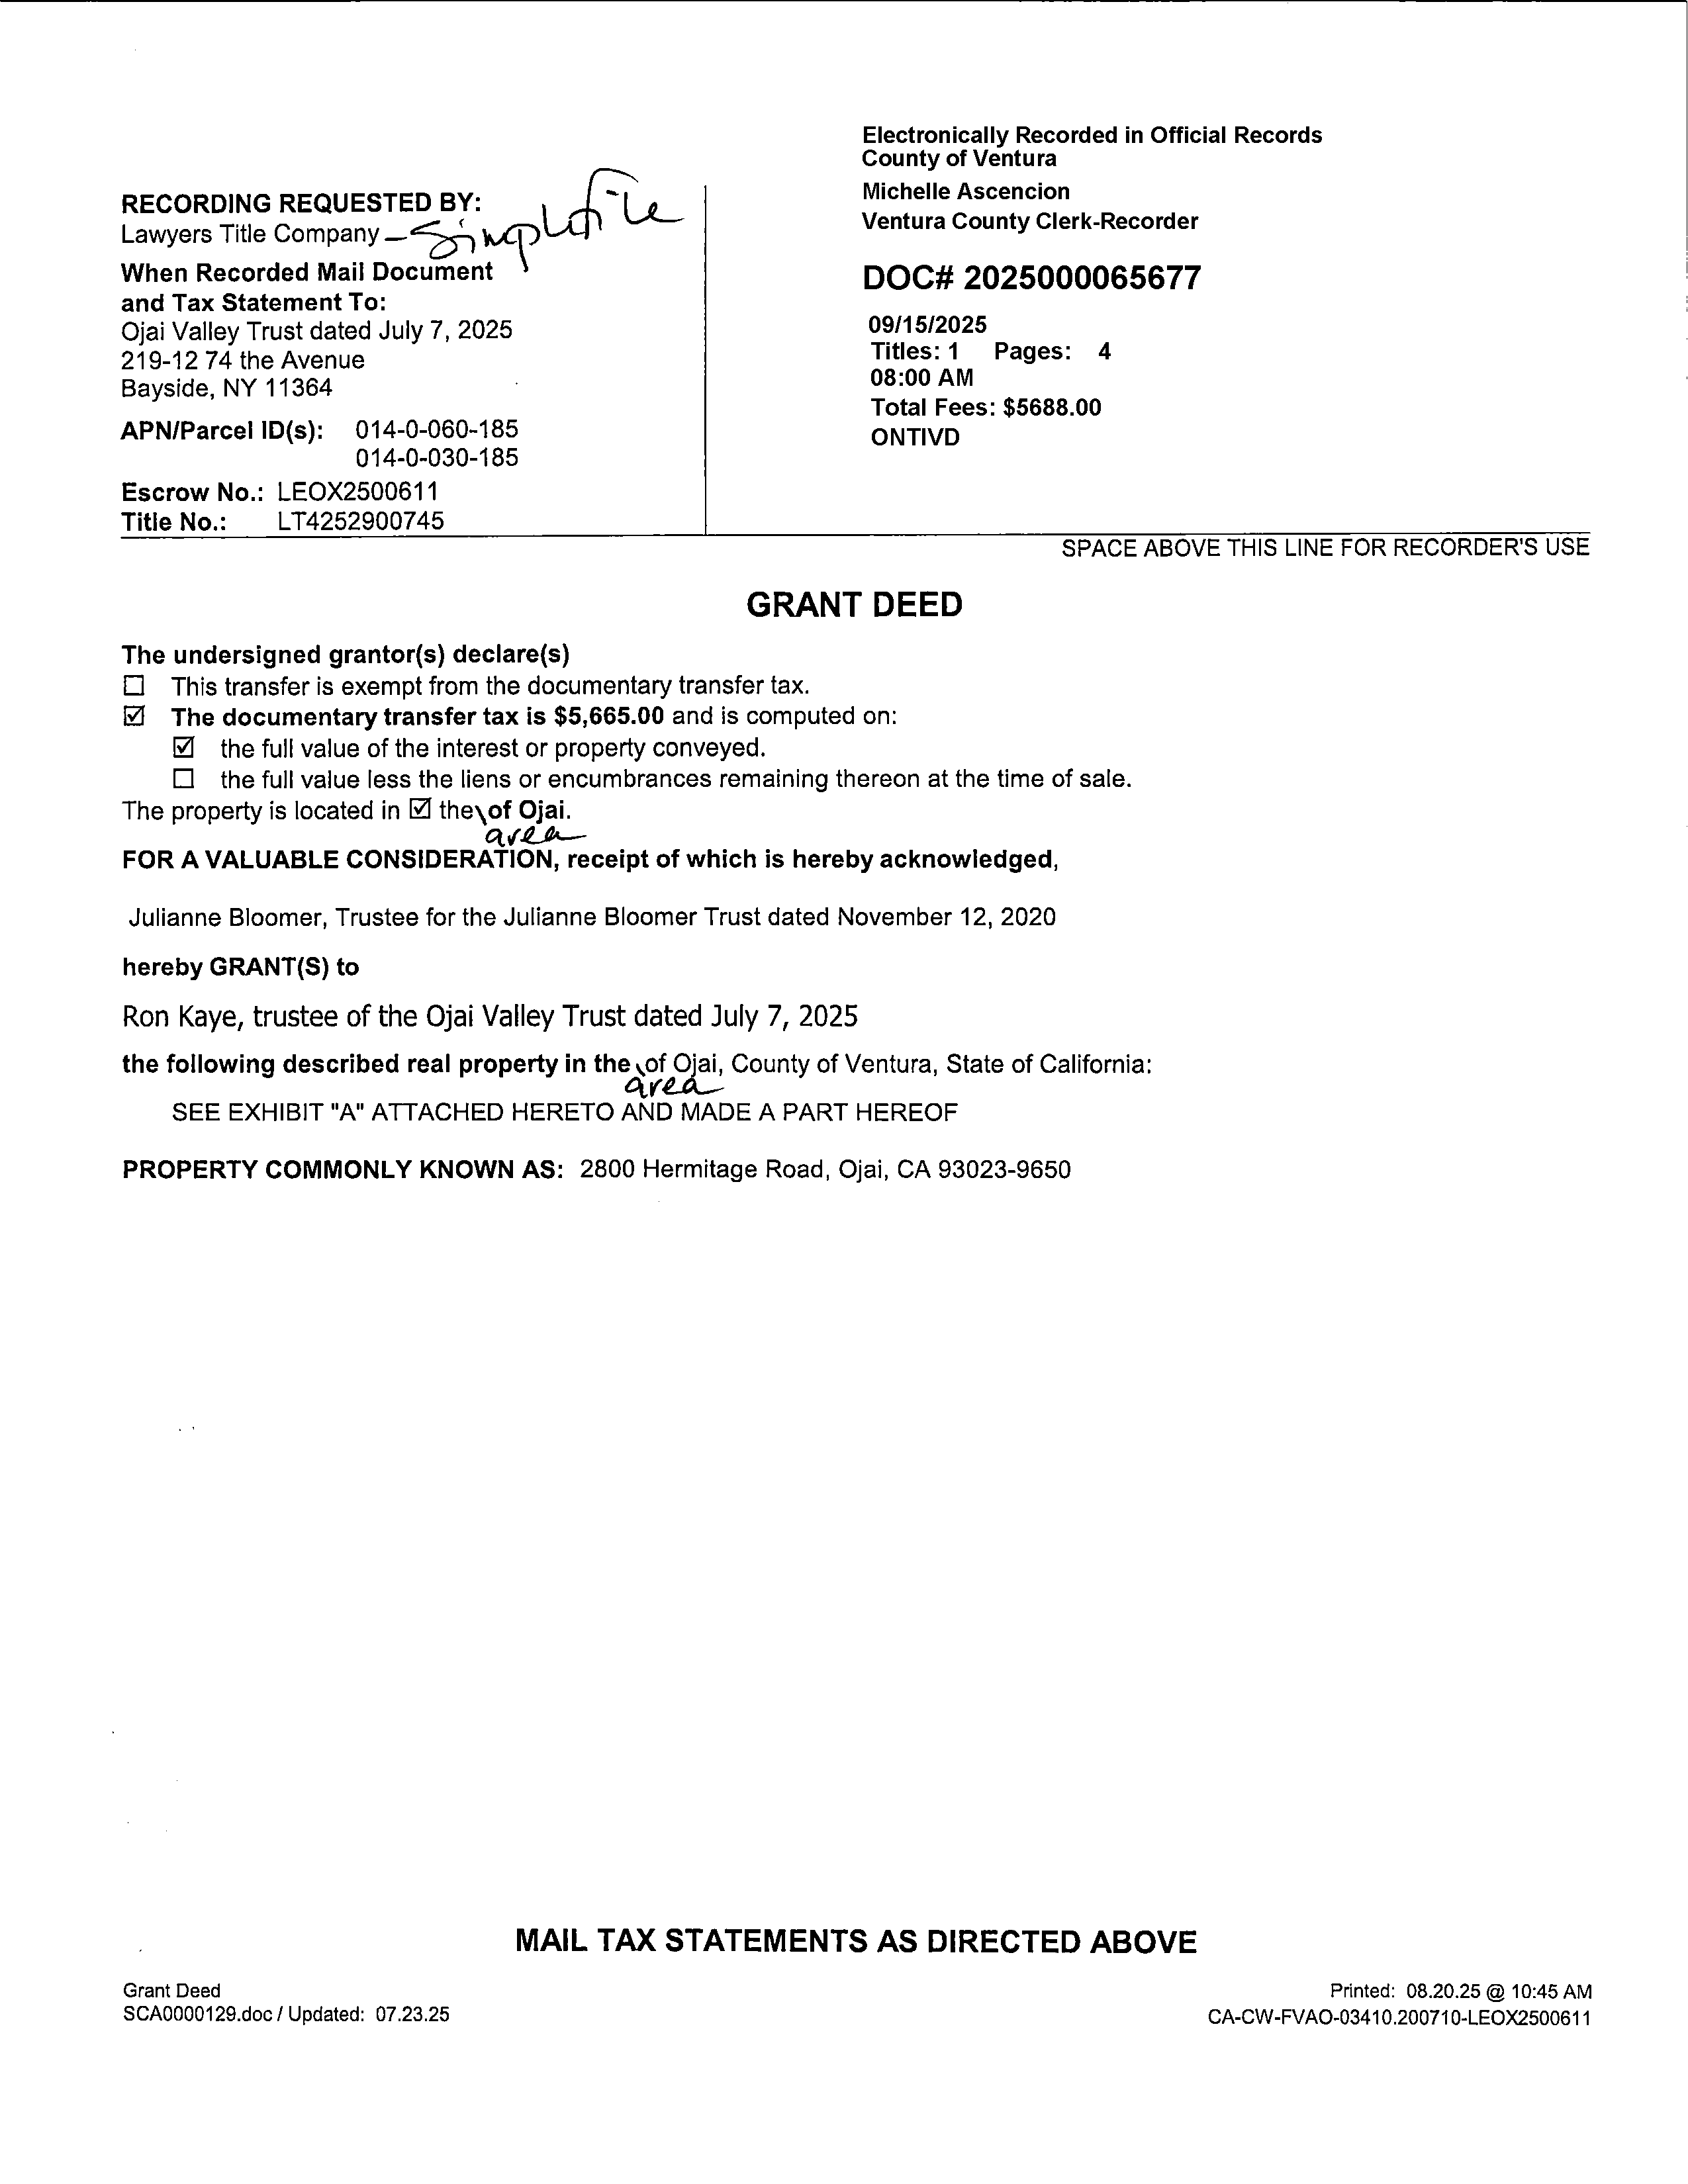 Electronically Recorded in Official Records
County of Ventura
Michelle Ascencion
Ventura County Clerk-Recorder
DOC# 2025000065677
09/15/2025
Titles: 1 Pages: 4
08:00 AM
Total Fees: $5688.00
ONTIVD
RECORDING REQUESTED BY:
Lawyers Title Company – Simplifile
When Recorded Mail Document
and Tax Statement To:
Ojai Valley Trust dated July 7, 2025
219-12 74 the Avenue
Bayside, NY 11364
APN/Parcel ID(s): 014-0-060-185
014-0-030-185
Escrow No.: LEOX2500611
Title No.: LT4252900745
SPACE ABOVE THIS LINE FOR RECORDER'S USE
GRANT DEED
The undersigned grantor(s) declare(s)
☐ This transfer is exempt from the documentary transfer tax.
☑ The documentary transfer tax is $5,665.00 and is computed on:
☑ the full value of the interest or property conveyed.
☐ the full value less the liens or encumbrances remaining thereon at the time of sale.
The property is located in ☑ the\of Ojai.
area
FOR A VALUABLE CONSIDERATION, receipt of which is hereby acknowledged,
Julianne Bloomer, Trustee for the Julianne Bloomer Trust dated November 12, 2020
hereby GRANT(S) to
Ron Kaye, trustee of the Ojai Valley Trust dated July 7, 2025
the following described real property in the \of Ojai, County of Ventura, State of California:
area
SEE EXHIBIT "A" ATTACHED HERETO AND MADE A PART HEREOF
PROPERTY COMMONLY KNOWN AS: 2800 Hermitage Road, Ojai, CA 93023-9650
MAIL TAX STATEMENTS AS DIRECTED ABOVE
Grant Deed
SCA0000129.doc / Updated: 07.23.25
Printed: 08.20.25 @ 10:45 AM
CA-CW-FVAO-03410.200710-LEOX2500611